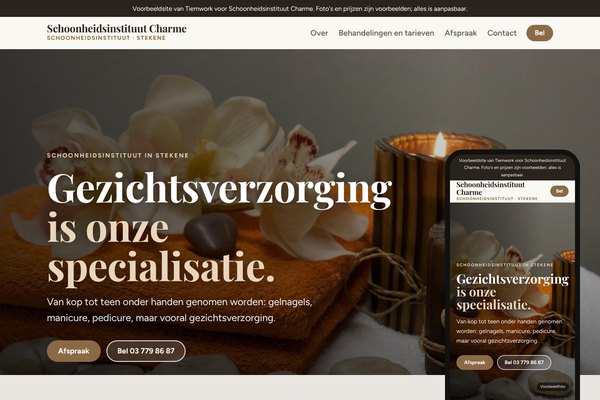 Voorbeeldsite van Tiemwork voor Schoonheidsinstituut Charme. Foto's en prijzen zijn voorbeelden; alles is aanpasbaar.
Schoonheidsinstituut Charme
SCHOONHEIDSINSTITUUT · STEKENE
Over Behandelingen en tarieven Afspraak Contact Bel
SCHOONHEIDSINSTITUUT IN STEKENE
Gezichtsverzorging
is onze
specialisatie.
Van kop tot teen onder handen genomen worden: gelnagels,
manicure, pedicure, maar vooral gezichtsverzorging.
Afspraak Bel 03 779 86 87
Voorbeeldsite van Tiemwork voor Schoonheidsinstituut
Charme. Foto's en prijzen zijn voorbeelden; alles is
aanpasbaar.
Schoonheidsinstituut
Charme
SCHOONHEIDSINSTITUUT · STEKENE
Bel
SCHOONHEIDSINSTITUUT IN STEKENE
Gezichtsverzorging
is onze
specialisatie.
Van kop tot teen onder handen genomen
worden: gelnagels, manicure, pedicure,
maar vooral gezichtsverzorging.
Afspraak Bel 03 779 86 87
Voorbeeldfoto